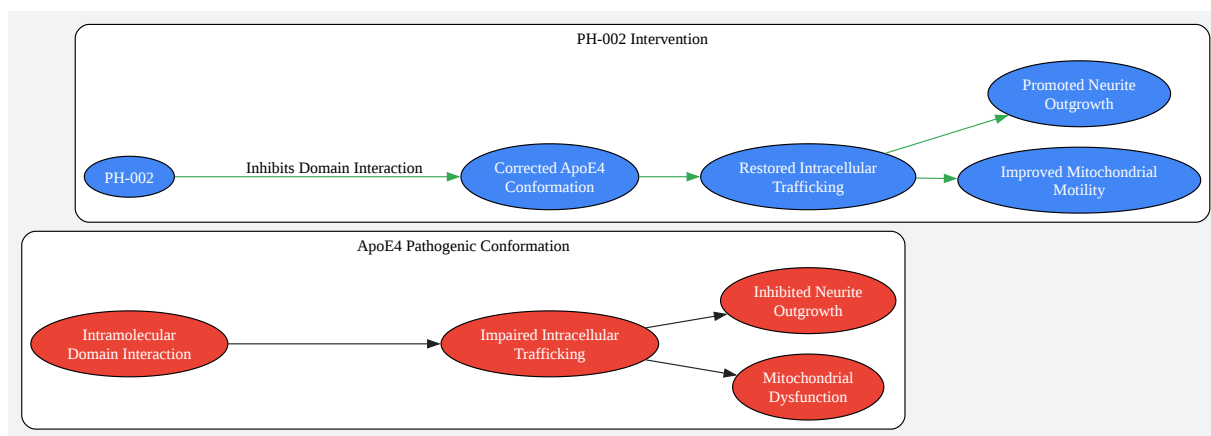 PH-002 Intervention
PH-002
Inhibits Domain Interaction
Corrected ApoE4
Conformation
Restored Intracellular
Trafficking
Promoted Neurite
Outgrowth
Improved Mitochondrial
Motility
ApoE4 Pathogenic Conformation
Intramolecular
Domain Interaction
Impaired Intracellular
Trafficking
Inhibited Neurite
Outgrowth
Mitochondrial
Dysfunction